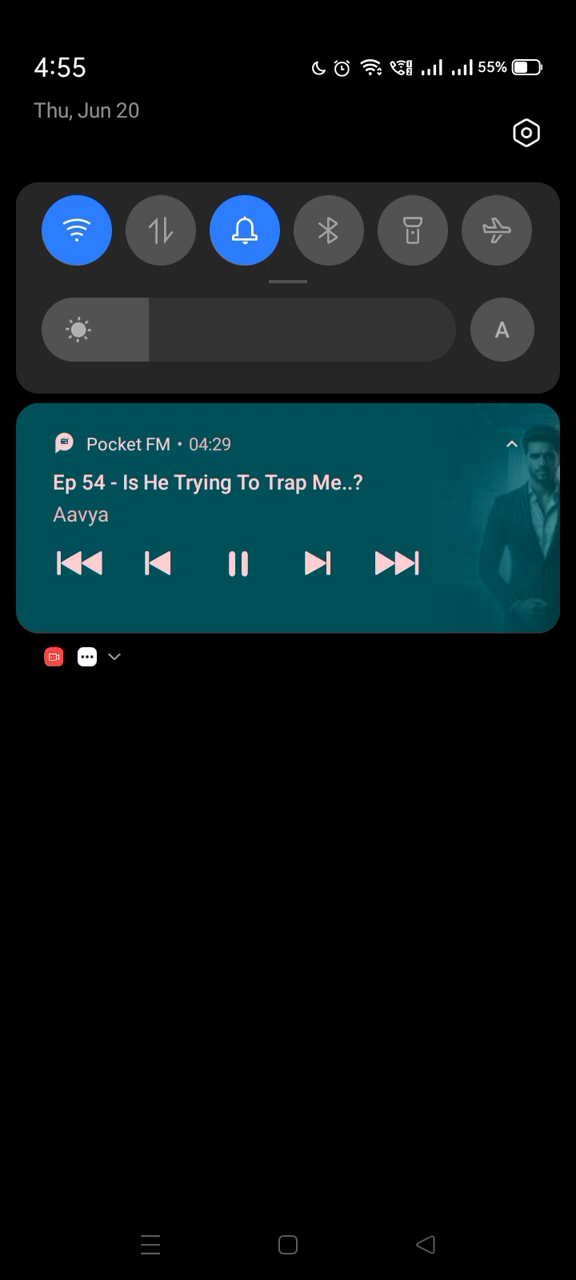 4:55
55%
Thu, Jun 20
A
Pocket FM • 04:29
Ep 54 - Is He Trying To Trap Me..?
Aavya